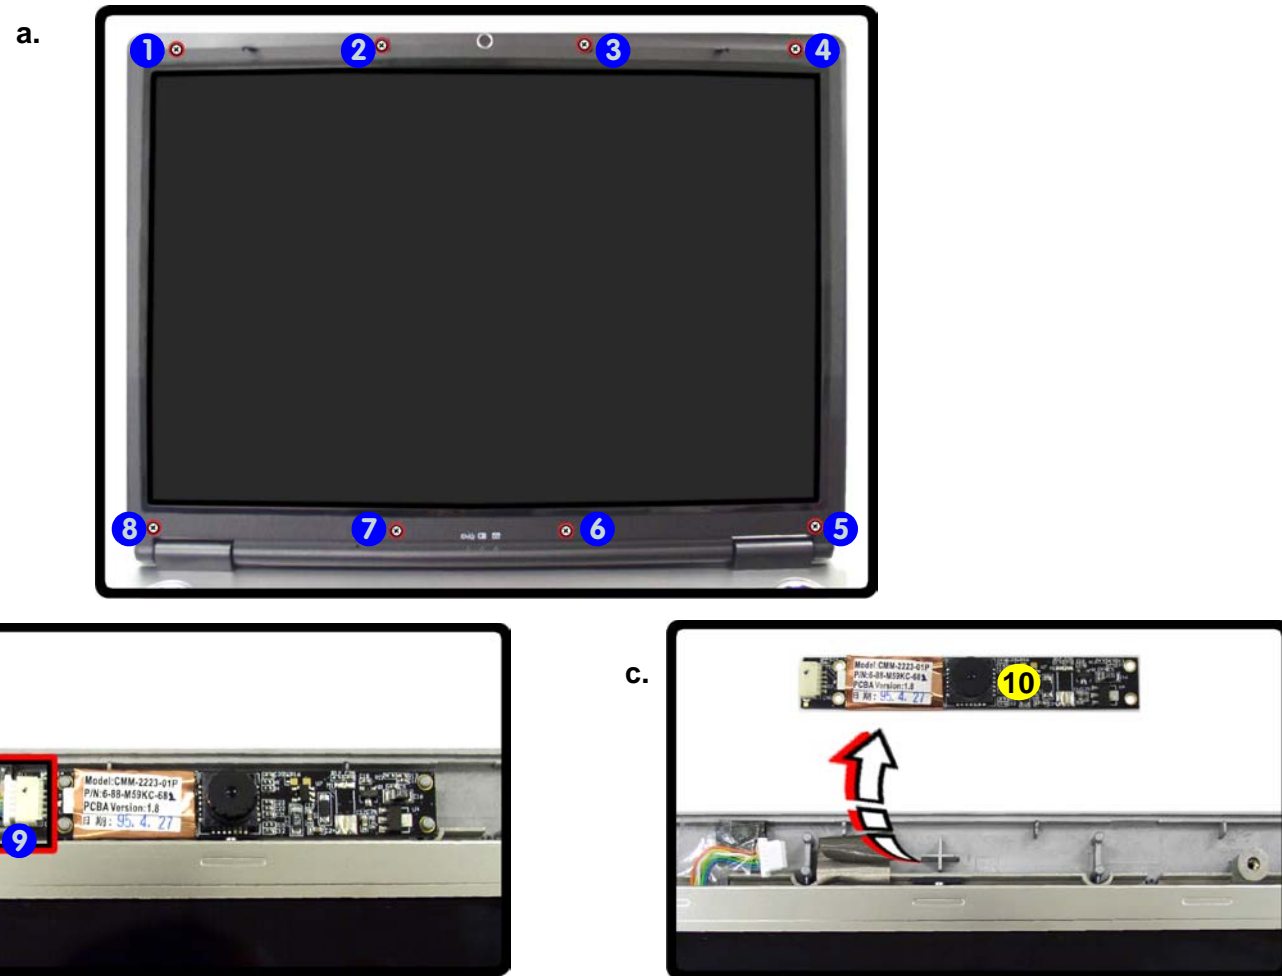 a.
1
2
3
4
8
7
6
5
9
Model:CMM-2223-01P
P/N:6-88-M59KC-681
PCBA Version:1.8
日期: 95. 4. 27
c.
Model:CMM-2223-01P
P/N:6-88-M59KC-681
PCBA Version:1.8
日期: 95. 4. 27
10